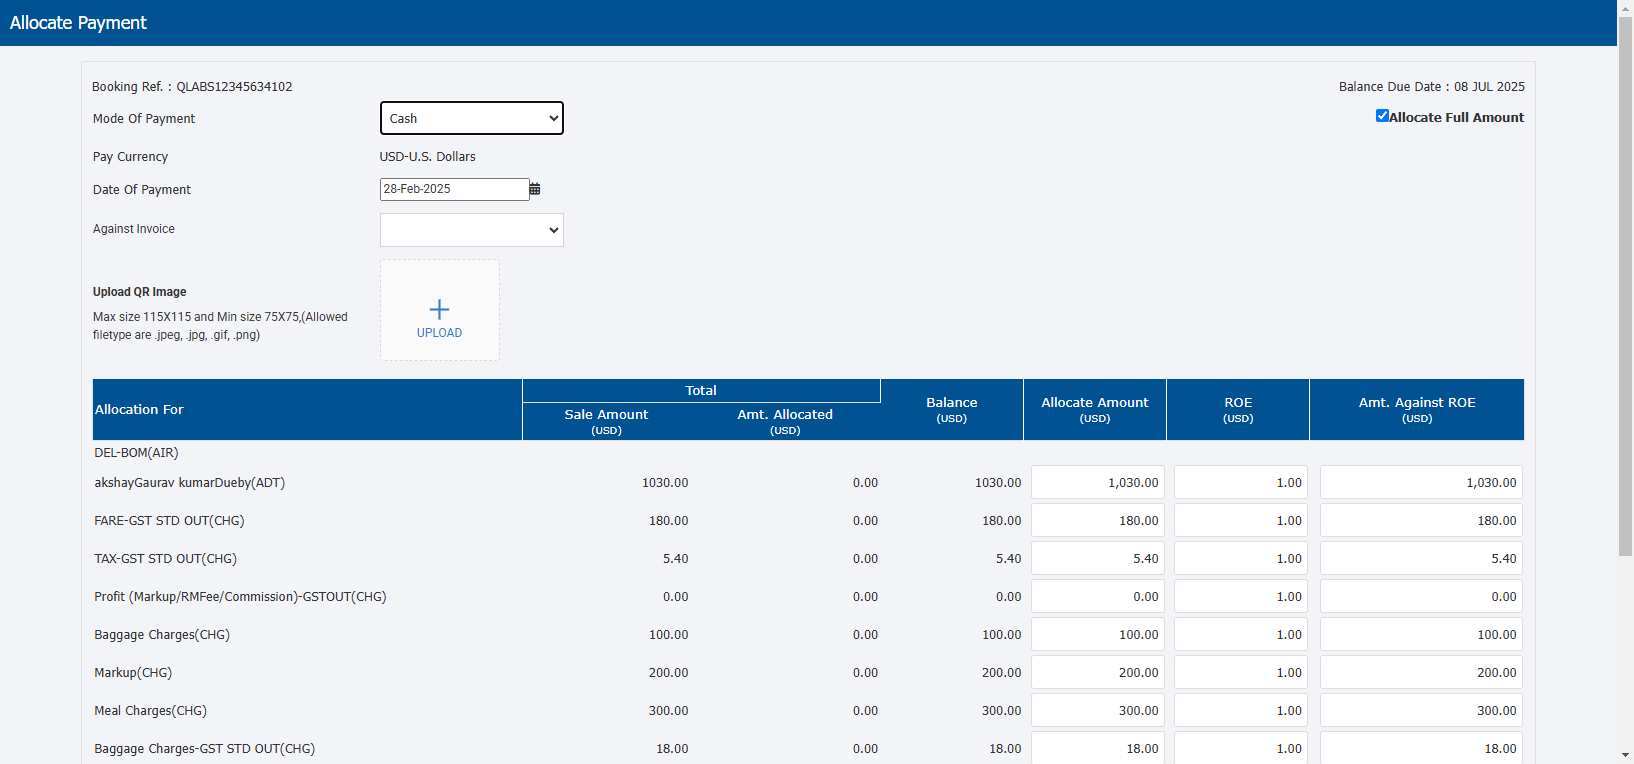 Allocate Payment
Booking Ref. : QLABS12345634102
Balance Due Date : 08 JUL 2025
Mode Of Payment
Cash
Allocate Full Amount
Pay Currency
USD-U.S. Dollars
Date Of Payment
28-Feb-2025
Against Invoice
Upload QR Image
Max size 115X115 and Min size 75X75,(Allowed
filetype are .jpeg, .jpg, .gif, .png)
UPLOAD
Allocation For
Total
Sale Amount
(USD)
Amt. Allocated
(USD)
Balance
(USD)
Allocate Amount
(USD)
ROE
(USD)
Amt. Against ROE
(USD)
DEL-BOM(AIR)
akshayGaurav kumarDueby(ADT) 1030.00 0.00 1030.00 1,030.00 1.00 1,030.00
FARE-GST STD OUT(CHG) 180.00 0.00 180.00 180.00 1.00 180.00
TAX-GST STD OUT(CHG) 5.40 0.00 5.40 5.40 1.00 5.40
Profit (Markup/RMFee/Commission)-GSTOUT(CHG) 0.00 0.00 0.00 0.00 1.00 0.00
Baggage Charges(CHG) 100.00 0.00 100.00 100.00 1.00 100.00
Markup(CHG) 200.00 0.00 200.00 200.00 1.00 200.00
Meal Charges(CHG) 300.00 0.00 300.00 300.00 1.00 300.00
Baggage Charges-GST STD OUT(CHG) 18.00 0.00 18.00 18.00 1.00 18.00